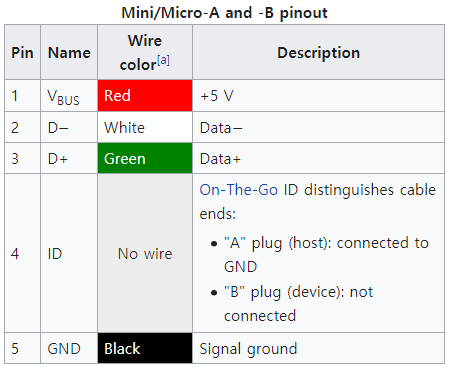 Mini/Micro-A and -B pinout
Pin Name Wire color[a] Description
1 VBUS Red +5 V
2 D− White Data−
3 D+ Green Data+
4 ID No wire On-The-Go ID distinguishes cable
ends:
• "A" plug (host): connected to
GND
• "B" plug (device): not
connected
5 GND Black Signal ground